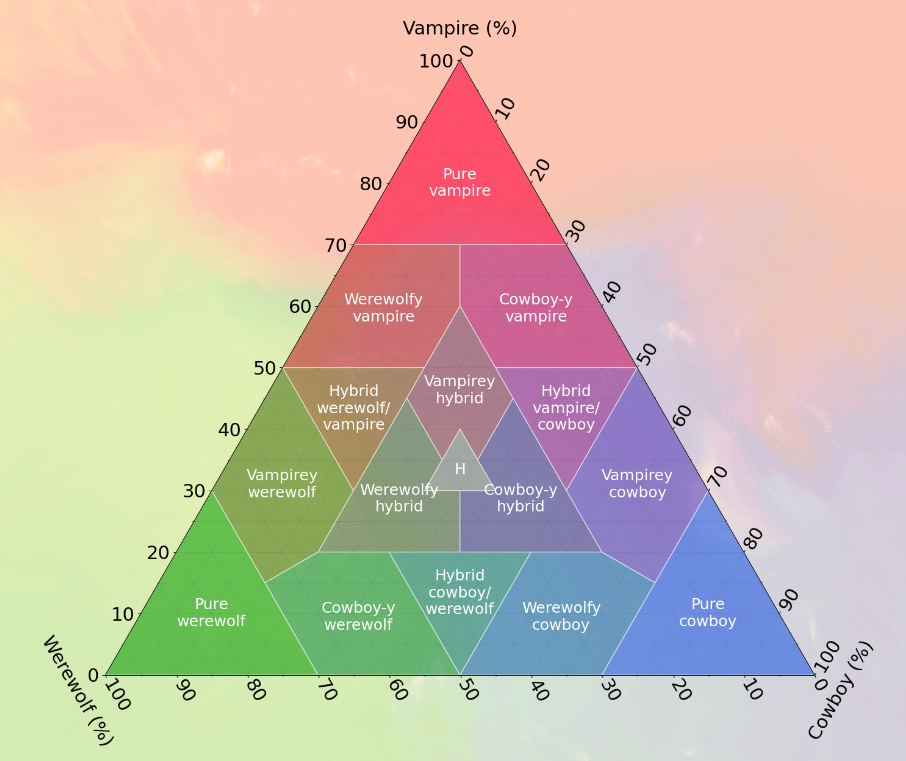 Vampire (%)
100
0
90
10
Pure
vampire
80
20
70
30
Werewolfy
vampire
Cowboy-y
vampire
60
40
50
50
Vampirey
hybrid
Hybrid
werewolf/
vampire
Hybrid
vampire/
cowboy
40
60
H
Vampirey
werewolf
Vampirey
cowboy
30
70
Werewolfy
hybrid
Cowboy-y
hybrid
20
80
Hybrid
cowboy/
werewolf
Pure
werewolf
Cowboy-y
werewolf
Werewolfy
cowboy
Pure
cowboy
10
90
0
100
100
90
80
70
60
50
40
30
20
10
0
Werewolf (%)
Cowboy (%)